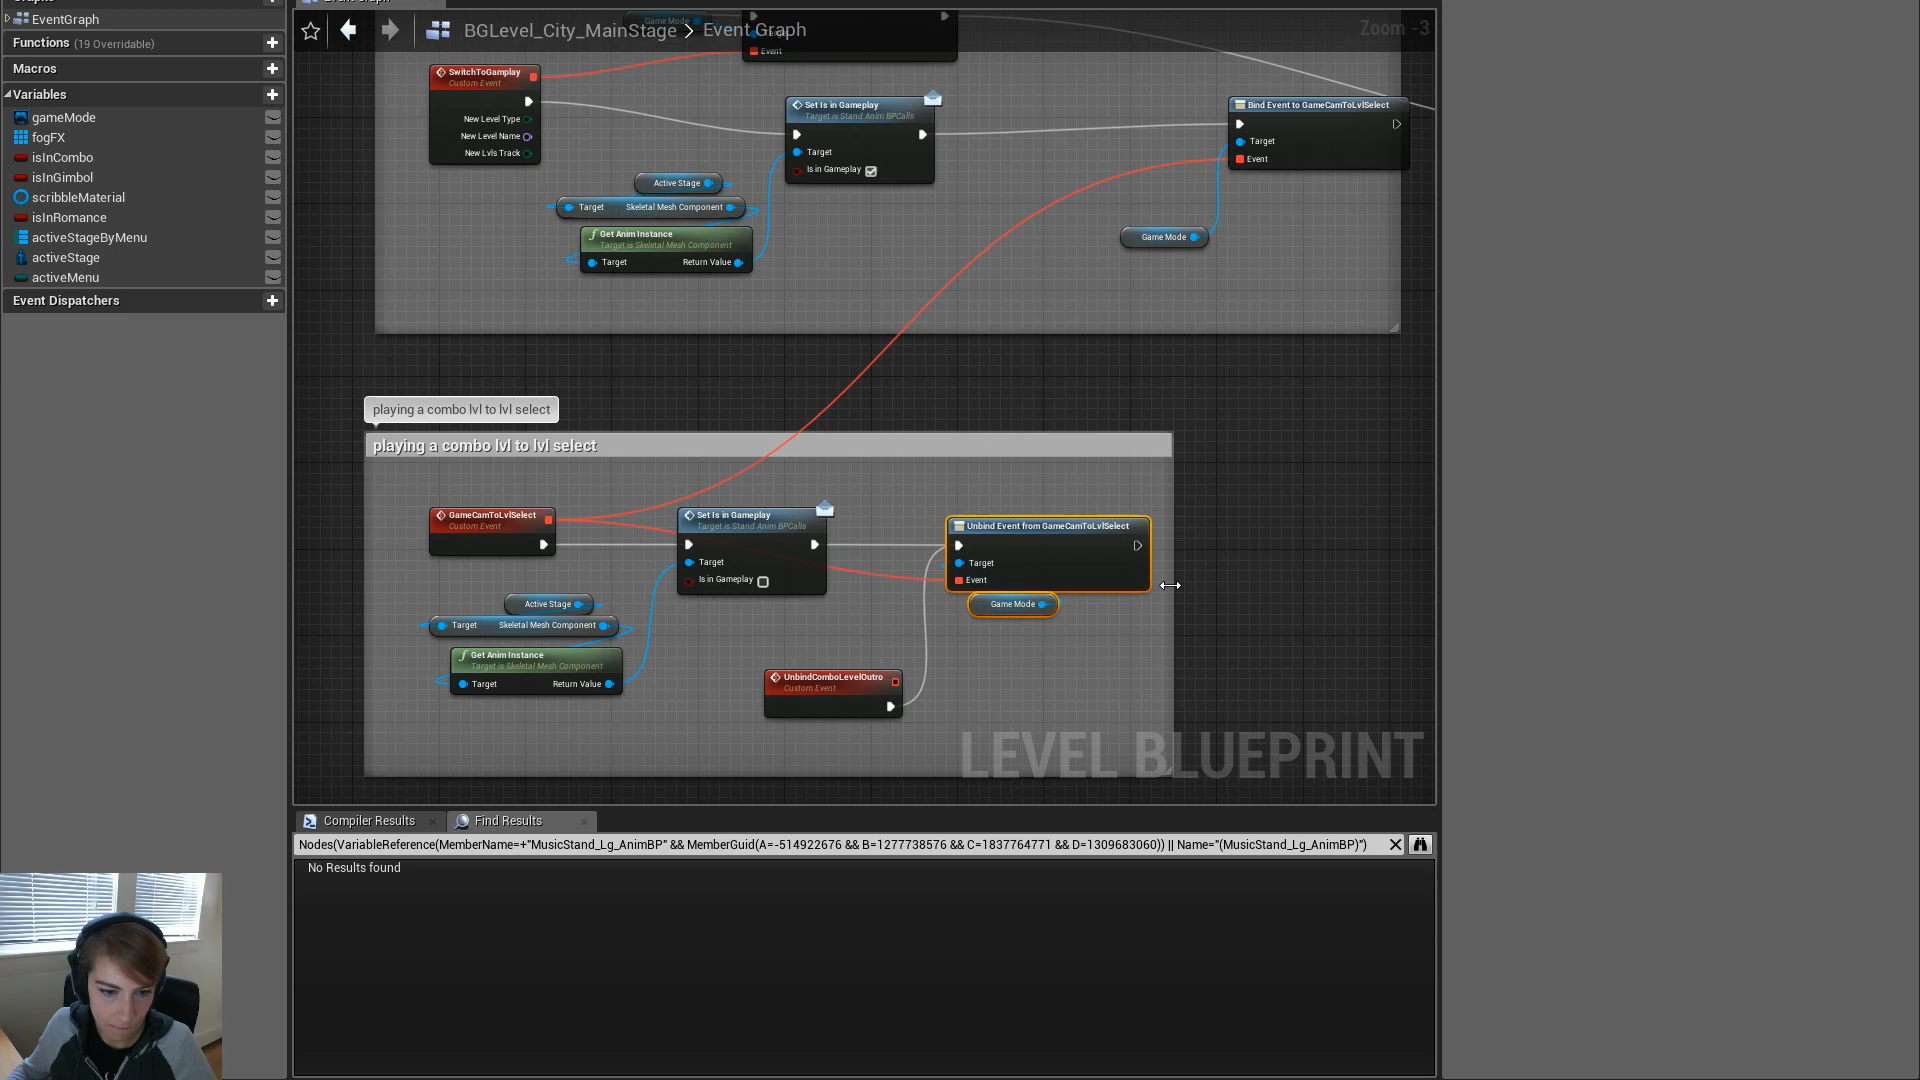 EventGraph
Functions (19 Overridable)
Macros
Variables
gameMode
fogFX
isInCombo
isInGimbol
scribbleMaterial
isInRomance
activeStageByMenu
activeStage
activeMenu
Event Dispatchers
BGLevel_City_MainStage > Event Graph
Zoom -3
Game Mode
Event
SwitchToGamplay
Custom Event
New Level Type
New Level Name
New Lvls Track
Set Is in Gameplay
Target is Stand Anim BPCalls
Target
Is in Gameplay
Active Stage
Target Skeletal Mesh Component
Get Anim Instance
Target is Skeletal Mesh Component
Target Return Value
Bind Event to GameCamToLvlSelect
Target
Event
Game Mode
playing a combo lvl to lvl select
playing a combo lvl to lvl select
GameCamToLvlSelect
Custom Event
Set Is in Gameplay
Target is Stand Anim BPCalls
Target
Is in Gameplay
Active Stage
Target Skeletal Mesh Component
Get Anim Instance
Target is Skeletal Mesh Component
Target Return Value
Unbind Event from GameCamToLvlSelect
Target
Event
Game Mode
UnbindComboLevelOutro
Custom Event
LEVEL BLUEPRINT
Compiler Results
Find Results
Nodes(VariableReference(MemberName=+"MusicStand_Lg_AnimBP" && MemberGuid(A=-514922676 && B=1277738576 && C=1837764771 && D=1309683060)) || Name="(MusicStand_Lg_AnimBP)")
No Results found